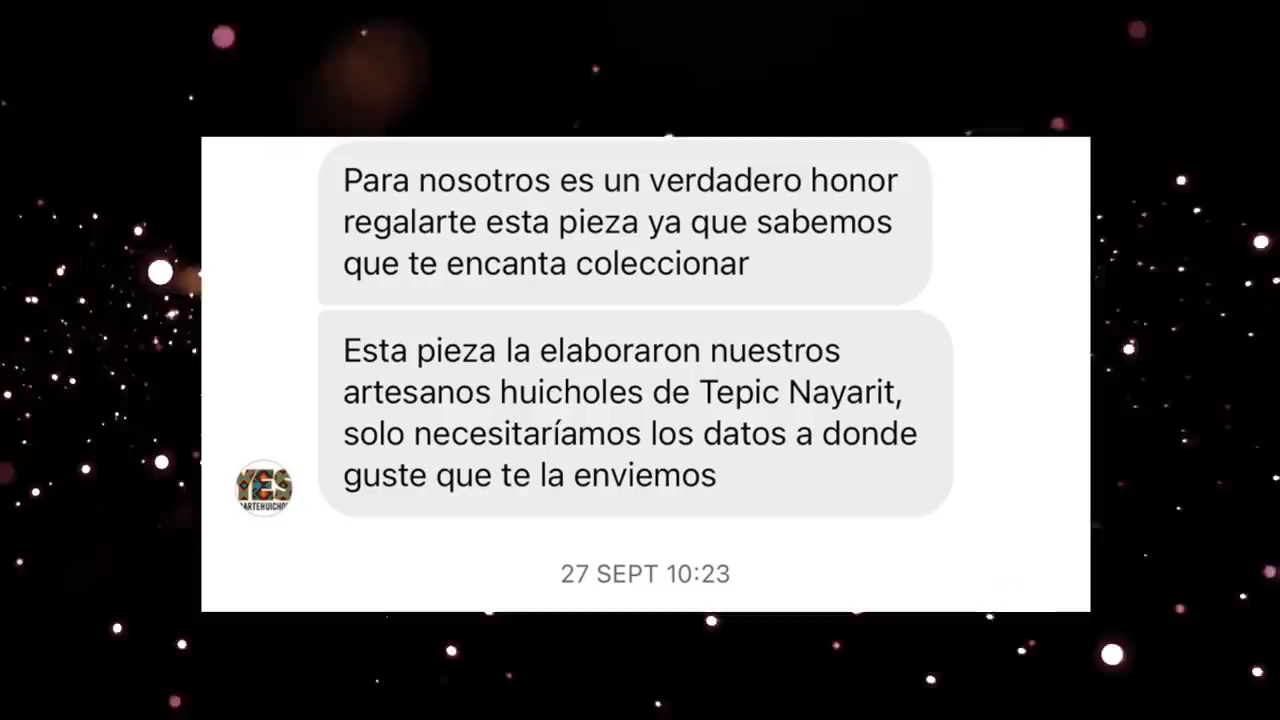 Para nosotros es un verdadero honor
regalarte esta pieza ya que sabemos
que te encanta coleccionar
Esta pieza la elaboraron nuestros
artesanos huicholes de Tepic Nayarit,
solo necesitaríamos los datos a donde
guste que te la enviemos
YES
ARTEHUICHO
27 SEPT 10:23